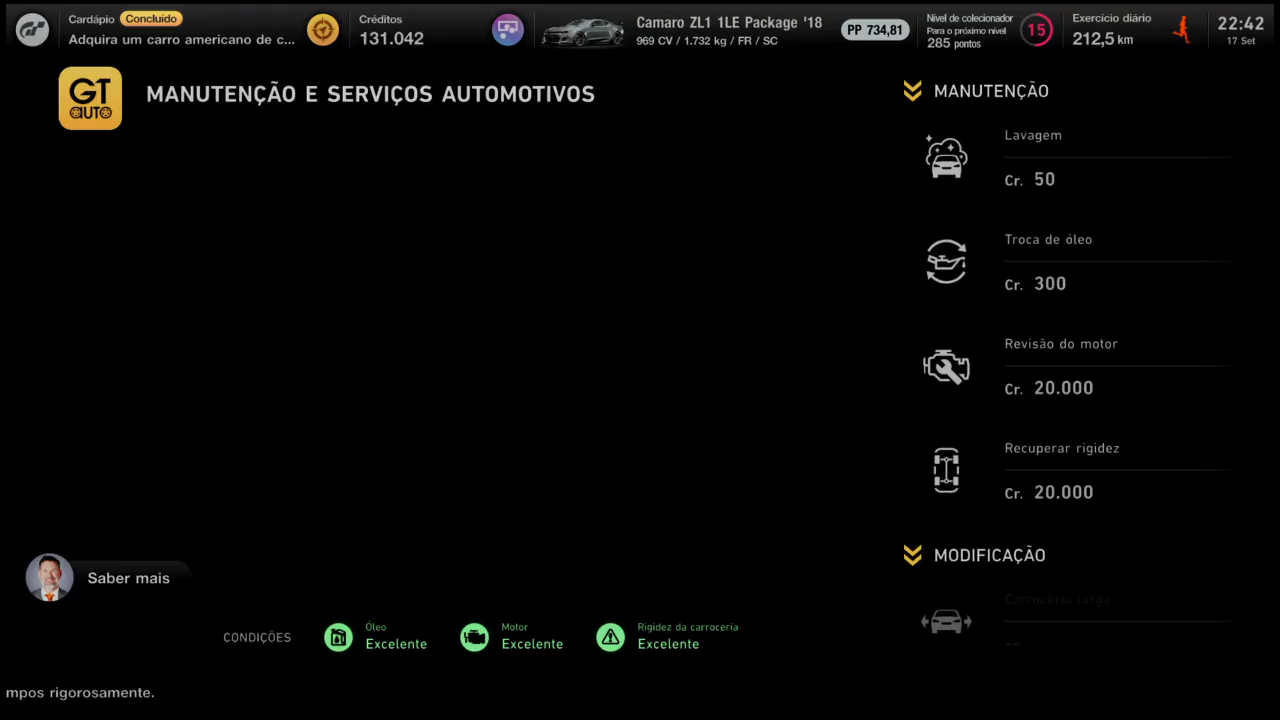 Cardápio Concluído
Adquira um carro americano de c...
Créditos
131.042
Camaro ZL1 1LE Package '18
969 CV / 1.732 kg / FR / SC
PP 734,81
Nível de colecionador
Para o próximo nível
285 pontos
15
Exercício diário
212,5 km
22:42
17 Set
GT
AUTO
MANUTENÇÃO E SERVIÇOS AUTOMOTIVOS
MANUTENÇÃO
Lavagem
Cr. 50
Troca de óleo
Cr. 300
Revisão do motor
Cr. 20.000
Recuperar rigidez
Cr. 20.000
MODIFICAÇÃO
Carroceria larga
--
Saber mais
CONDIÇÕES
Óleo
Excelente
Motor
Excelente
Rigidez da carroceria
Excelente
mpos rigorosamente.